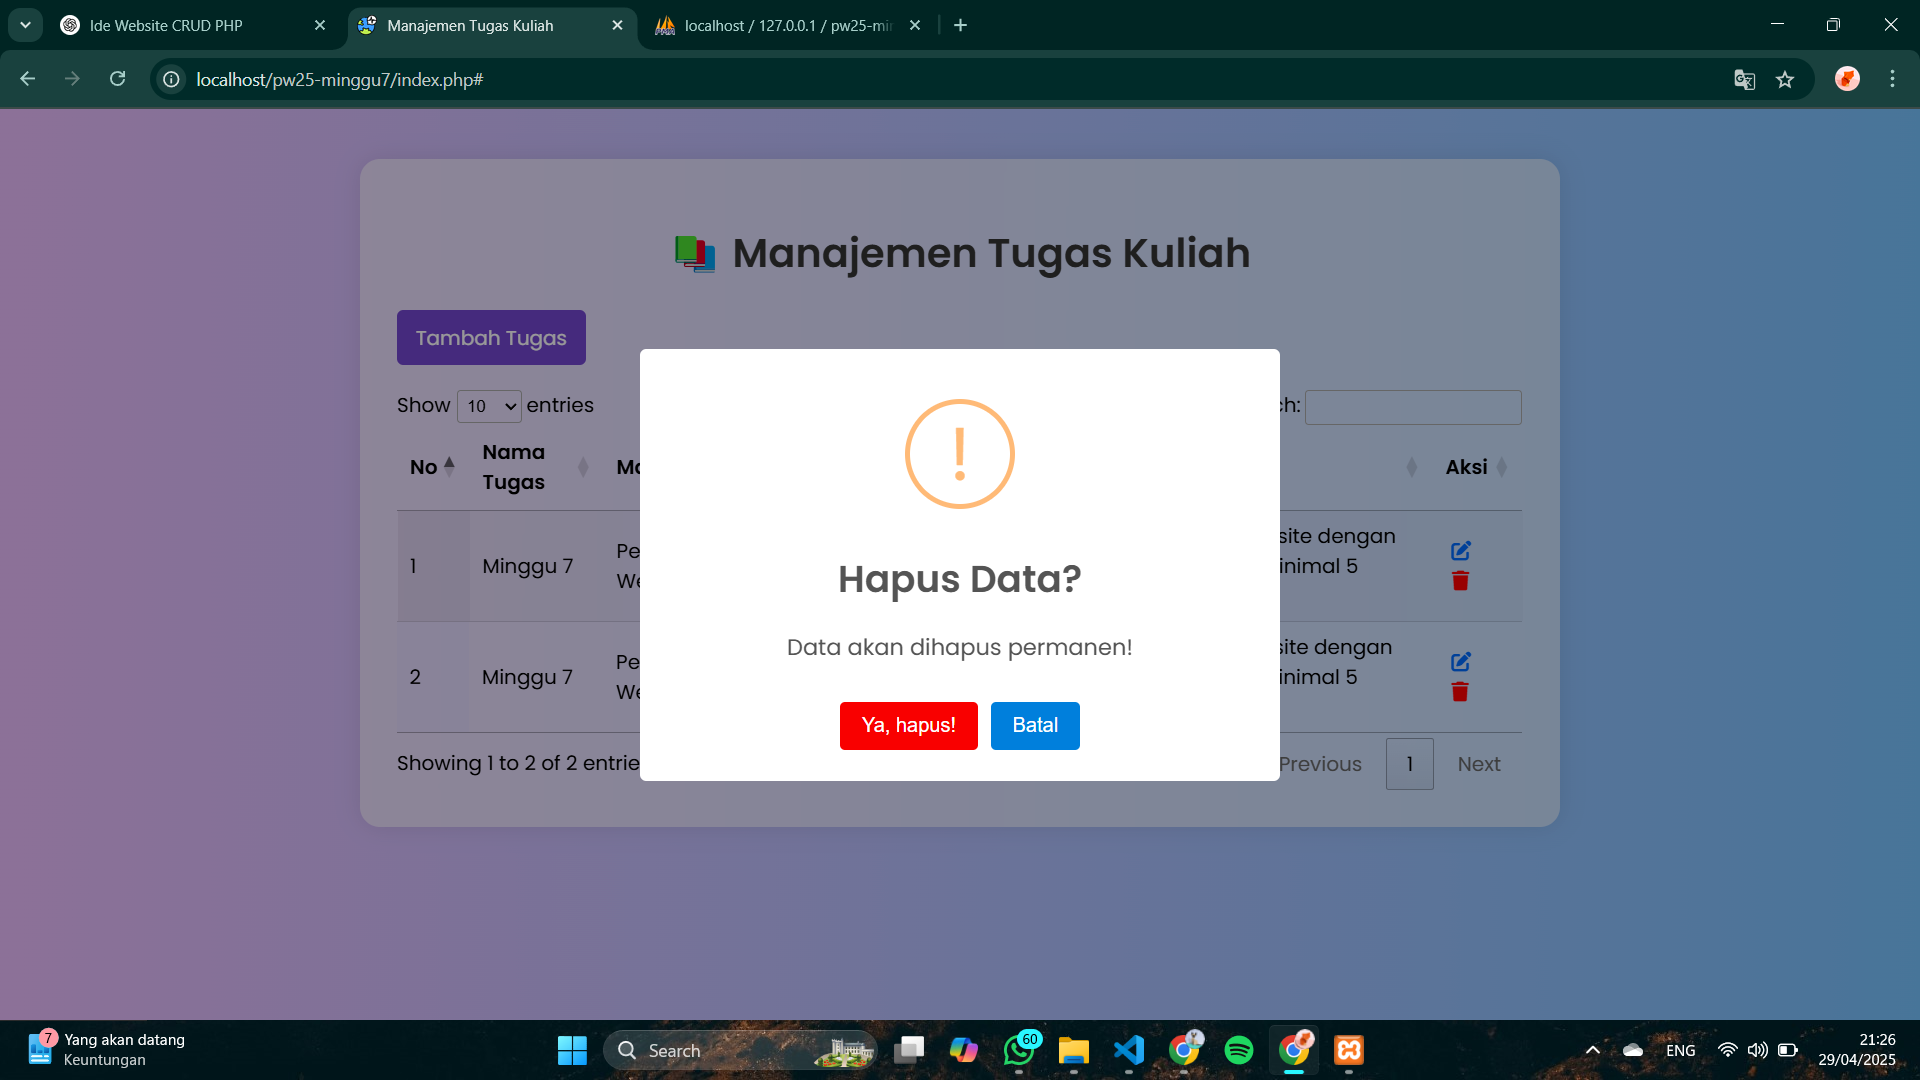 Ide Website CRUD PHP
Manajemen Tugas Kuliah
localhost / 127.0.0.1 / pw25-min
localhost/pw25-minggu7/index.php#
Manajemen Tugas Kuliah
Tambah Tugas
Show 10 entries
ch:
No
Nama
Tugas
Ma
Aksi
1
Minggu 7
Pe
We
site dengan
inimal 5
2
Minggu 7
Pe
We
site dengan
inimal 5
!
Hapus Data?
Data akan dihapus permanen!
Ya, hapus!
Batal
Showing 1 to 2 of 2 entrie
Previous
1
Next
7
Yang akan datang
Keuntungan
Search
60
ENG
21:26
29/04/2025